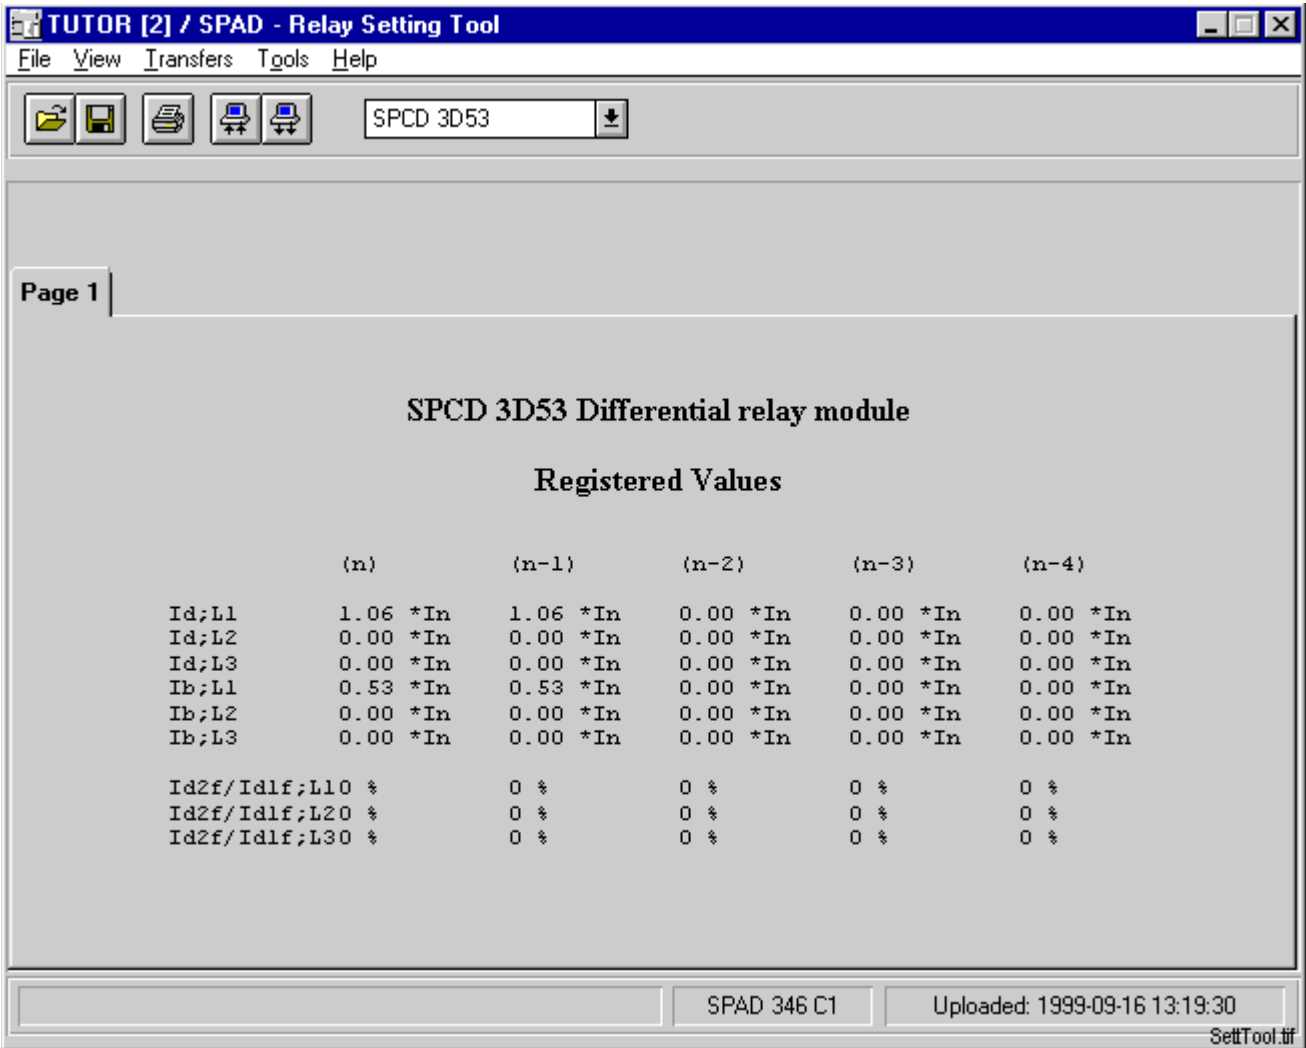 TUTOR [2] / SPAD - Relay Setting Tool
File View Transfers Tools Help
SPCD 3D53
Page 1
SPCD 3D53 Differential relay module
Registered Values
(n) (n-1) (n-2) (n-3) (n-4)
Id;L1 1.06 *In 1.06 *In 0.00 *In 0.00 *In 0.00 *In
Id;L2 0.00 *In 0.00 *In 0.00 *In 0.00 *In 0.00 *In
Id;L3 0.00 *In 0.00 *In 0.00 *In 0.00 *In 0.00 *In
Ib;L1 0.53 *In 0.53 *In 0.00 *In 0.00 *In 0.00 *In
Ib;L2 0.00 *In 0.00 *In 0.00 *In 0.00 *In 0.00 *In
Ib;L3 0.00 *In 0.00 *In 0.00 *In 0.00 *In 0.00 *In
Id2f/Id1f;L10 % 0 % 0 % 0 % 0 %
Id2f/Id1f;L20 % 0 % 0 % 0 % 0 %
Id2f/Id1f;L30 % 0 % 0 % 0 % 0 %
SPAD 346 C1 Uploaded: 1999-09-16 13:19:30
SettTool.tif